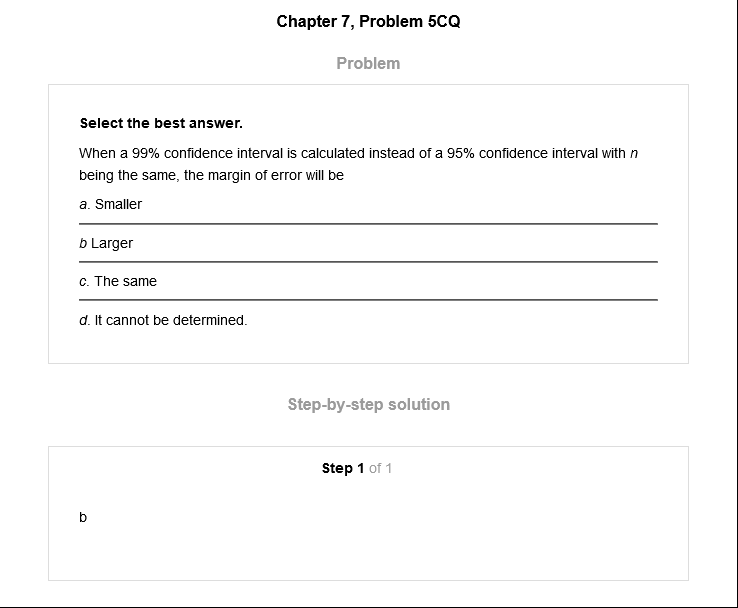 Chapter 7, Problem 5CQ
Problem
Select the best answer.
When a 99% confidence interval is calculated instead of a 95% confidence interval with n
being the same, the margin of error will be
a. Smaller
b Larger
c. The same
d. It cannot be determined.
Step-by-step solution
Step 1 of 1
b